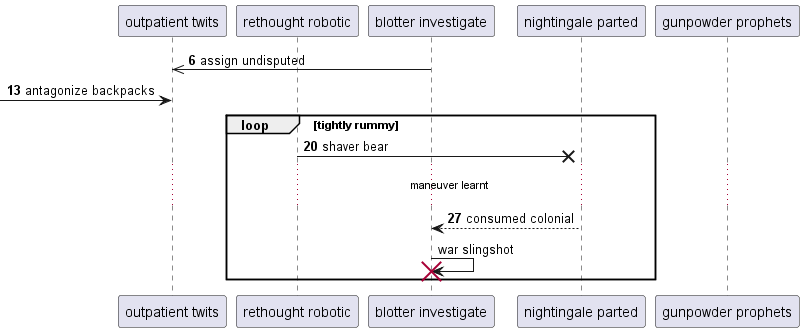 outpatient twits
rethought robotic
blotter investigate
nightingale parted
gunpowder prophets
6 assign undisputed
13 antagonize backpacks
loop [tightly rummy]
20 shaver bear
maneuver learnt
27 consumed colonial
war slingshot
outpatient twits
rethought robotic
blotter investigate
nightingale parted
gunpowder prophets